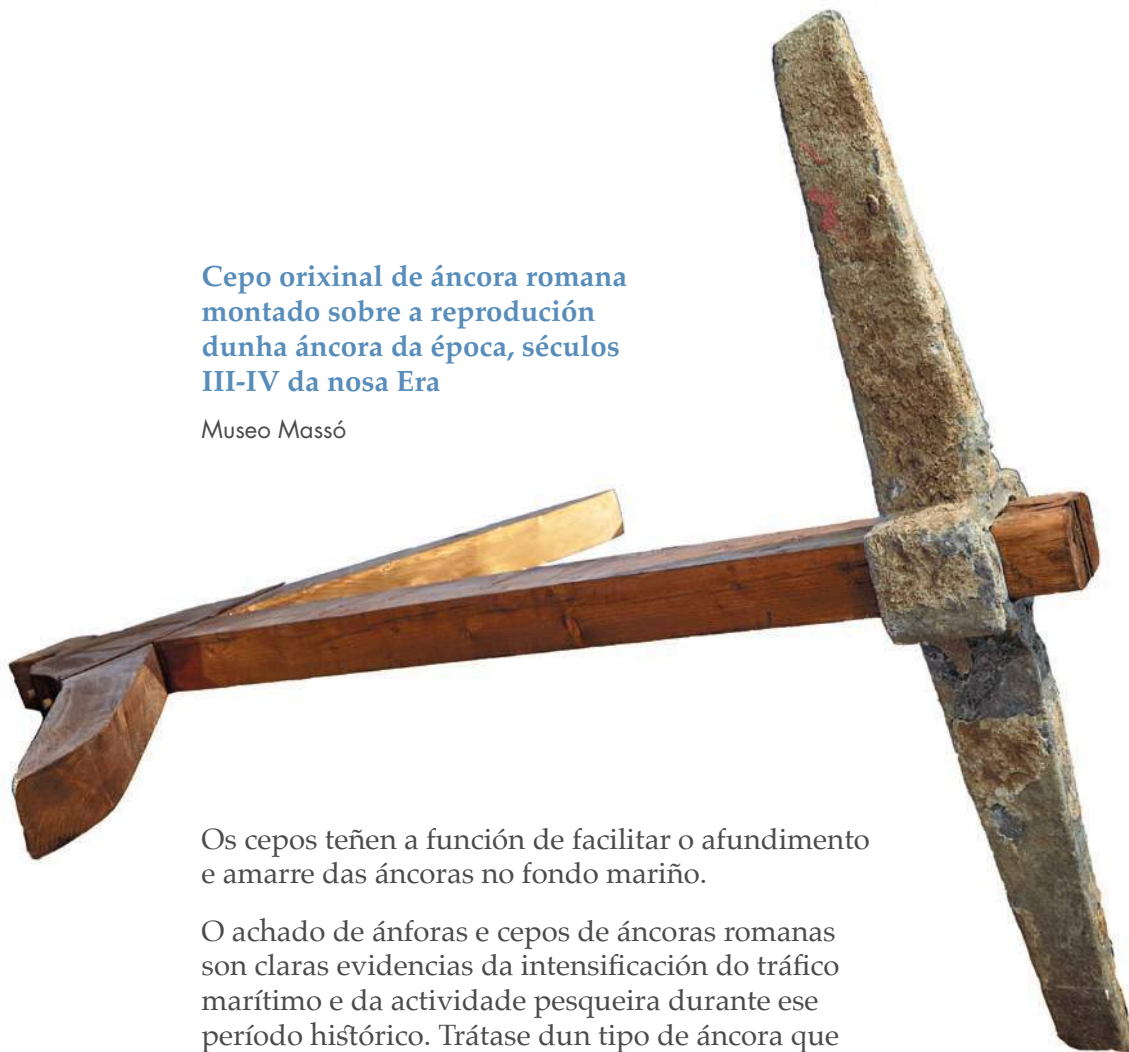 Cepo orixinal de áncora romana
montado sobre a reprodución
dunha áncora da época, séculos
III-IV da nosa Era
Museo Massó
Os cepos teñen a función de facilitar o afundimento
e amarre das áncoras no fondo mariño.
O achado de ánforas e cepos de áncoras romanas
son claras evidencias da intensificación do tráfico
marítimo e da actividade pesqueira durante ese
período histórico. Trátase dun tipo de áncora que